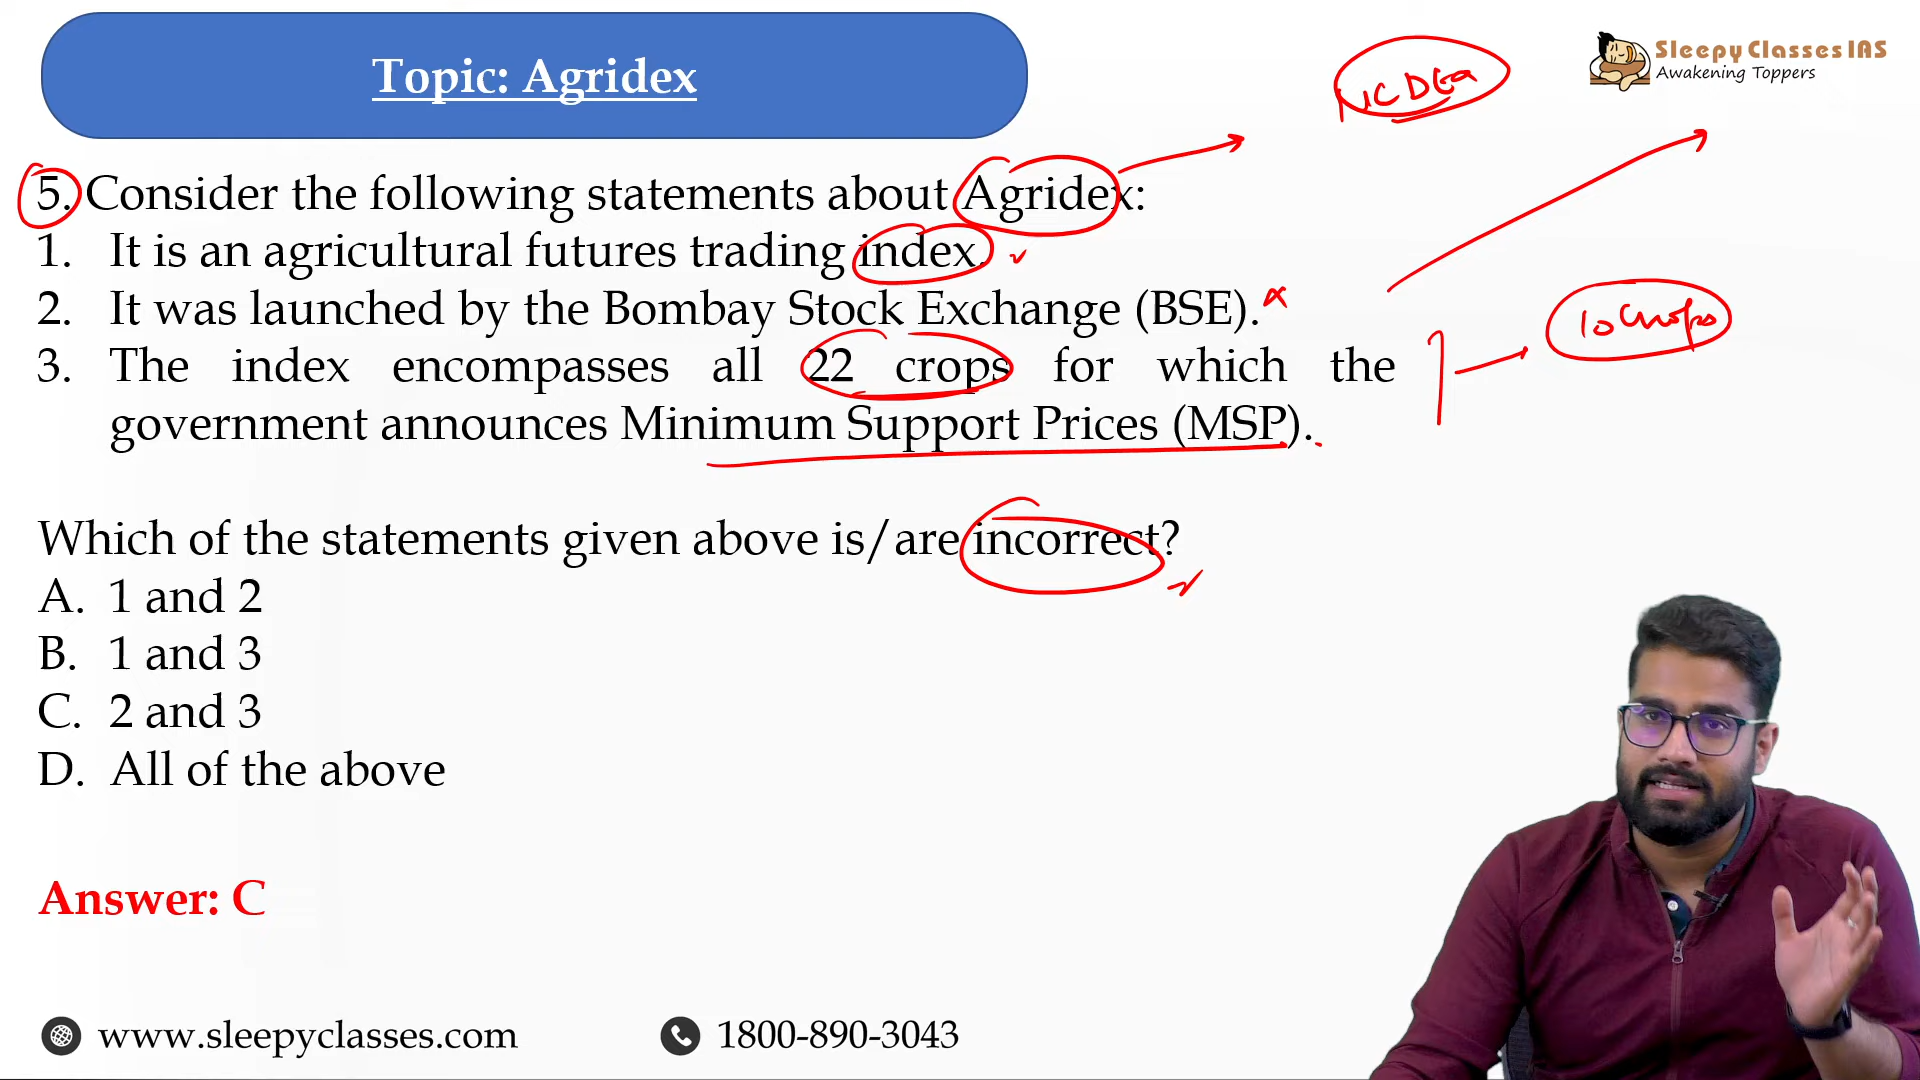 Topic: Agridex
NCDEX
Sleepy Classes IAS
Awakening Toppers
5. Consider the following statements about Agridex:
1. It is an agricultural futures trading index.
2. It was launched by the Bombay Stock Exchange (BSE).
10 crops
3. The index encompasses all 22 crops for which the
government announces Minimum Support Prices (MSP).
Which of the statements given above is/are incorrect?
A. 1 and 2
B. 1 and 3
C. 2 and 3
D. All of the above
Answer: C
www.sleepyclasses.com
1800-890-3043